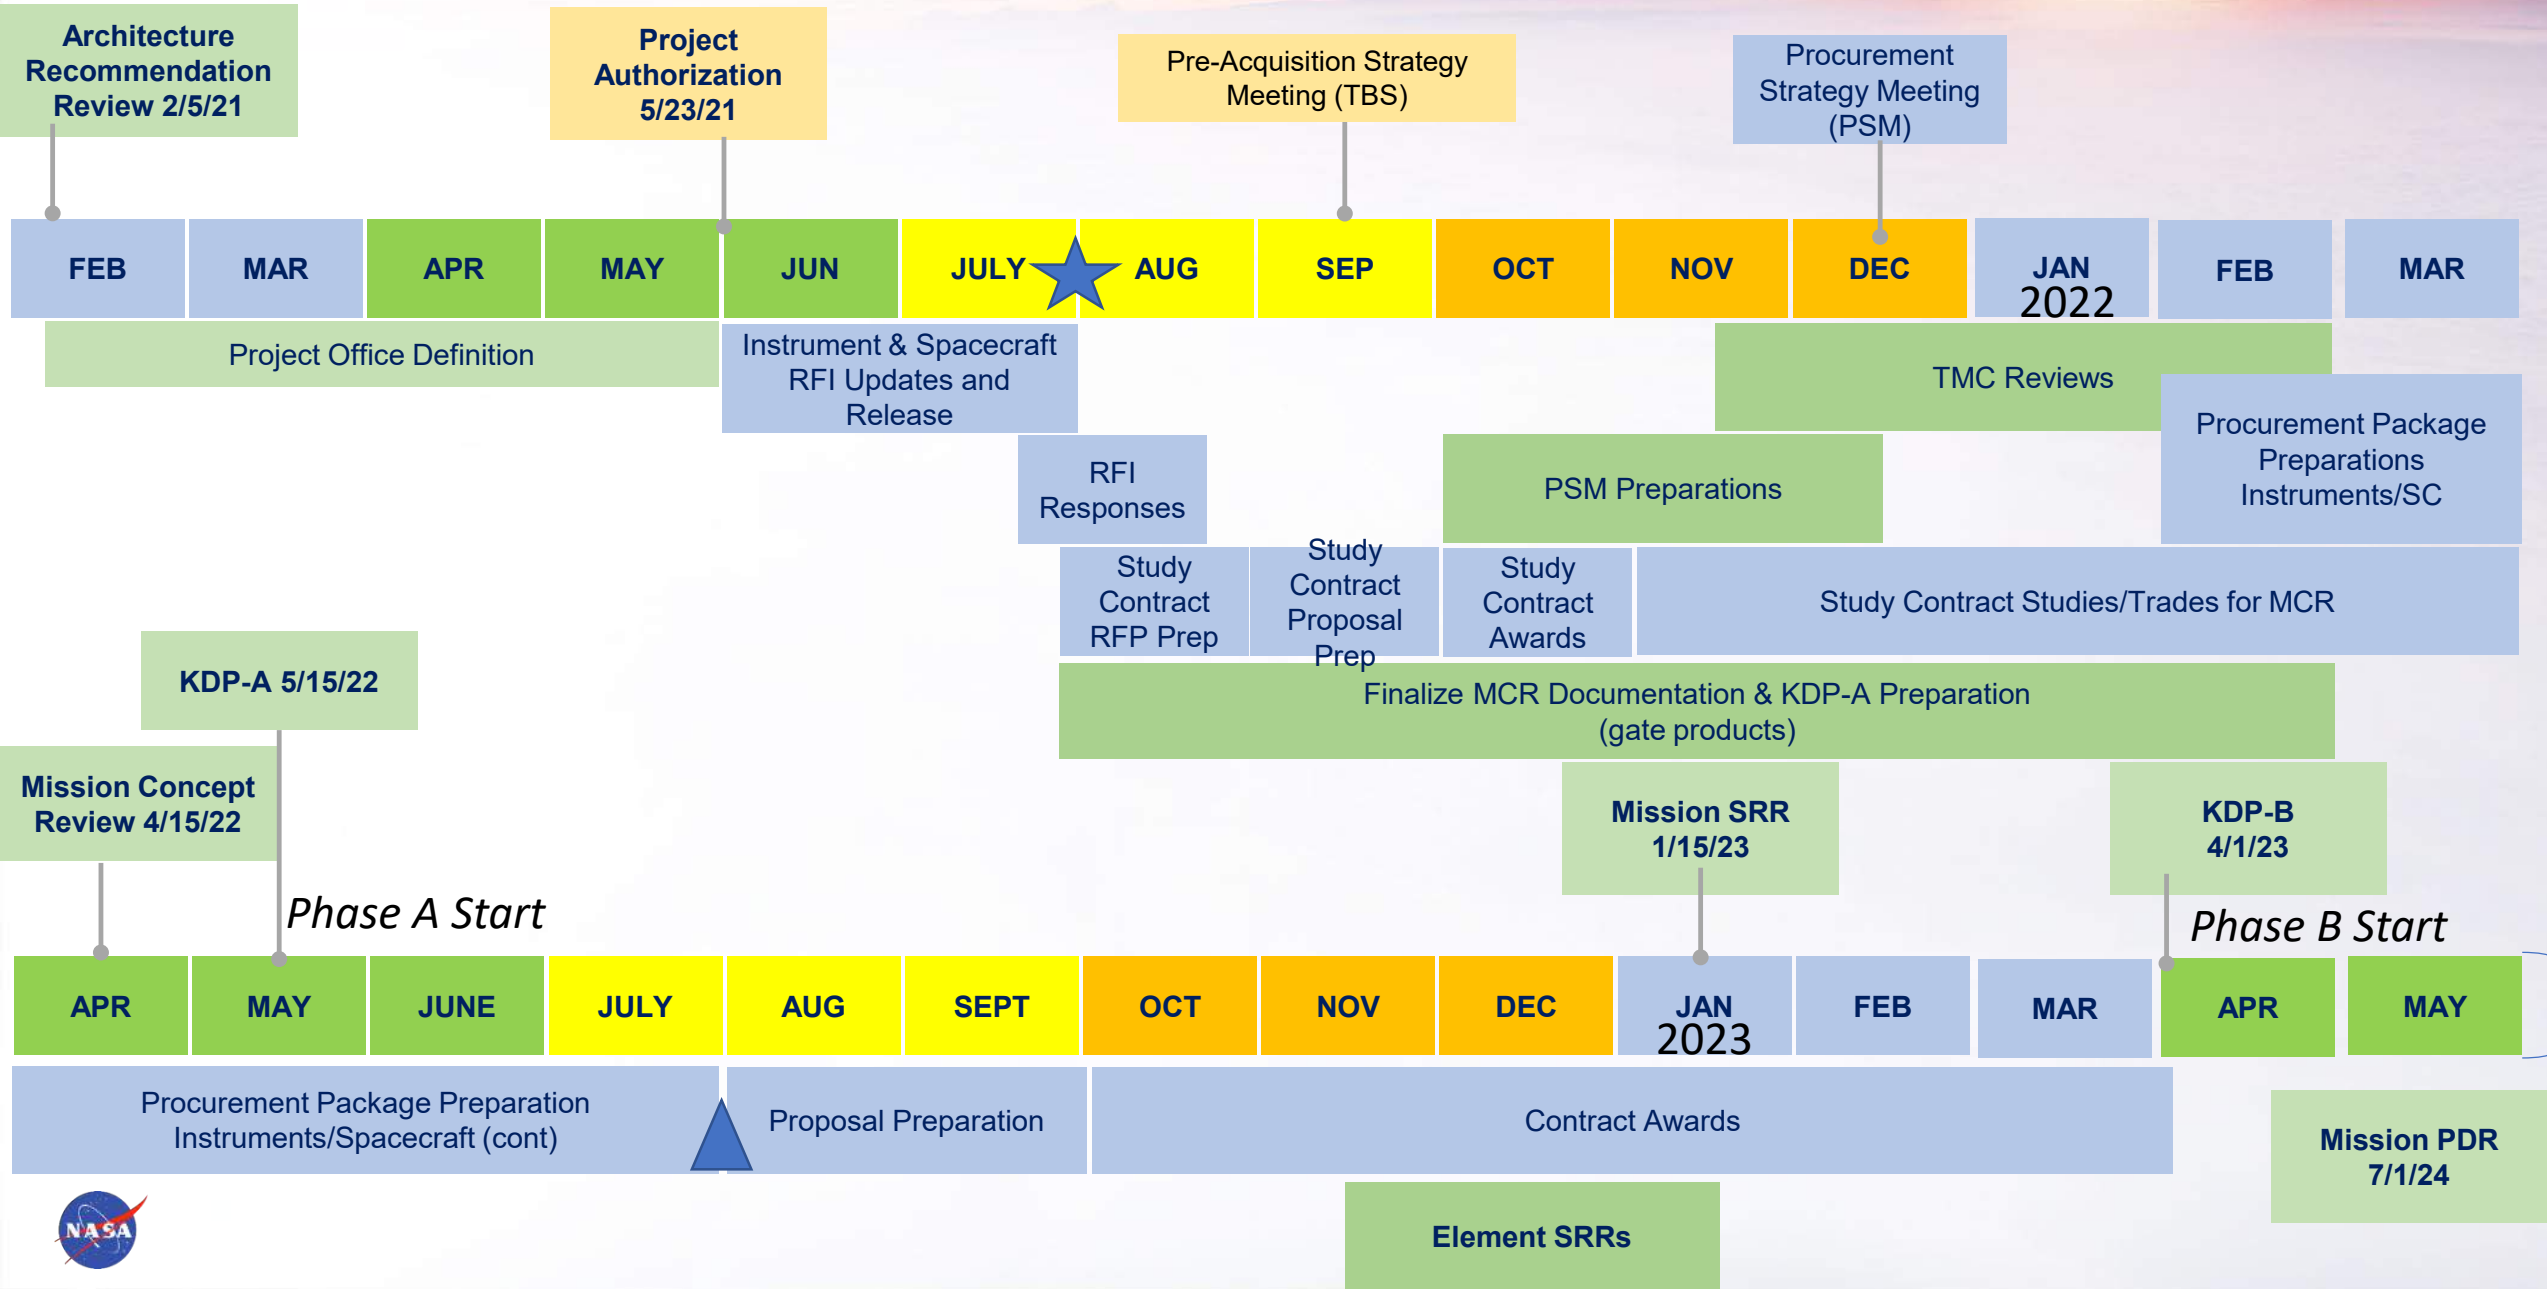 Architecture
Recommendation
Review 2/5/21
Project
Authorization
5/23/21
Pre-Acquisition Strategy
Meeting (TBS)
Procurement
Strategy Meeting
(PSM)
FEB
MAR
APR
MAY
JUN
JULY
AUG
SEP
OCT
NOV
DEC
JAN
2022
FEB
MAR
Project Office Definition
Instrument & Spacecraft
RFI Updates and
Release
TMC Reviews
Procurement Package
Preparations
Instruments/SC
RFI
Responses
PSM Preparations
Study
Contract
RFP Prep
Study
Contract
Proposal
Prep
Study
Contract
Awards
Study Contract Studies/Trades for MCR
Finalize MCR Documentation & KDP-A Preparation
(gate products)
KDP-A 5/15/22
Mission Concept
Review 4/15/22
Phase A Start
Mission SRR
1/15/23
KDP-B
4/1/23
Phase B Start
APR
MAY
JUNE
JULY
AUG
SEPT
OCT
NOV
DEC
JAN
2023
FEB
MAR
APR
MAY
Procurement Package Preparation
Instruments/Spacecraft (cont)
Proposal Preparation
Contract Awards
Mission PDR
7/1/24
Element SRRs
NASA